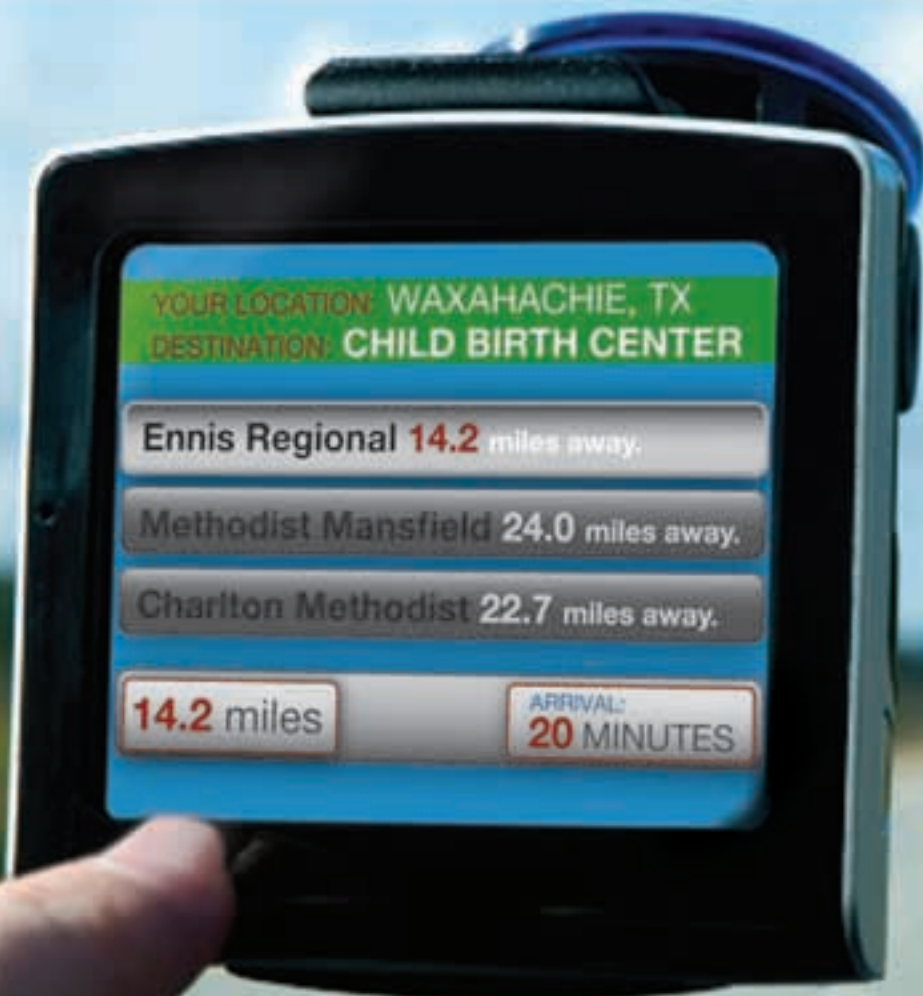 YOUR LOCATION: WAXAHACHIE, TX
DESTINATION: CHILD BIRTH CENTER
Ennis Regional 14.2 miles away.
Methodist Mansfield 24.0 miles away.
Charlton Methodist 22.7 miles away.
14.2 miles
ARRIVAL:
20 MINUTES